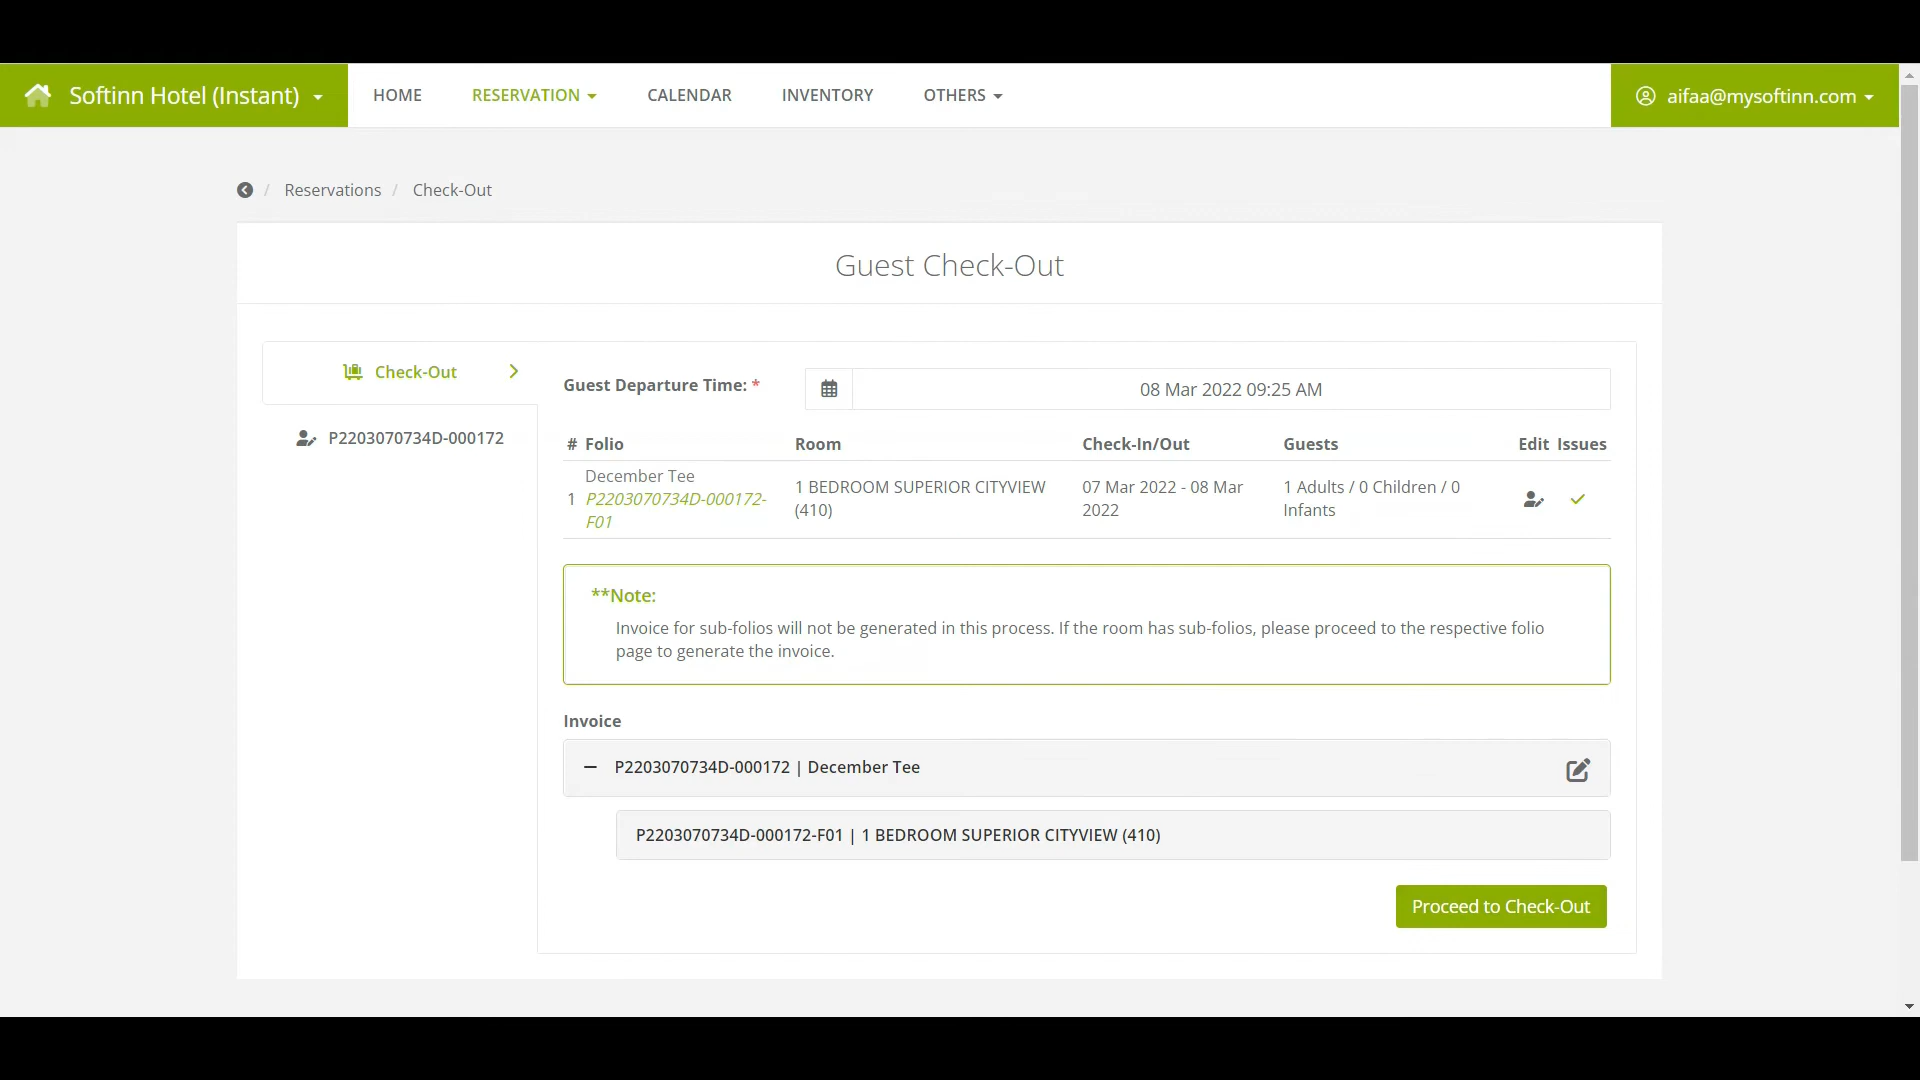 Softinn Hotel (Instant)
HOME
RESERVATION
CALENDAR
INVENTORY
OTHERS
aifaa@mysoftinn.com
/ Reservations / Check-Out
Guest Check-Out
Check-Out
P2203070734D-000172
Guest Departure Time: *
08 Mar 2022 09:25 AM
# Folio Room Check-In/Out Guests Edit Issues
1
December Tee
P2203070734D-000172-
F01
1 BEDROOM SUPERIOR CITYVIEW
(410)
07 Mar 2022 - 08 Mar
2022
1 Adults / 0 Children / 0
Infants
**Note:
Invoice for sub-folios will not be generated in this process. If the room has sub-folios, please proceed to the respective folio
page to generate the invoice.
Invoice
P2203070734D-000172 | December Tee
P2203070734D-000172-F01 | 1 BEDROOM SUPERIOR CITYVIEW (410)
Proceed to Check-Out